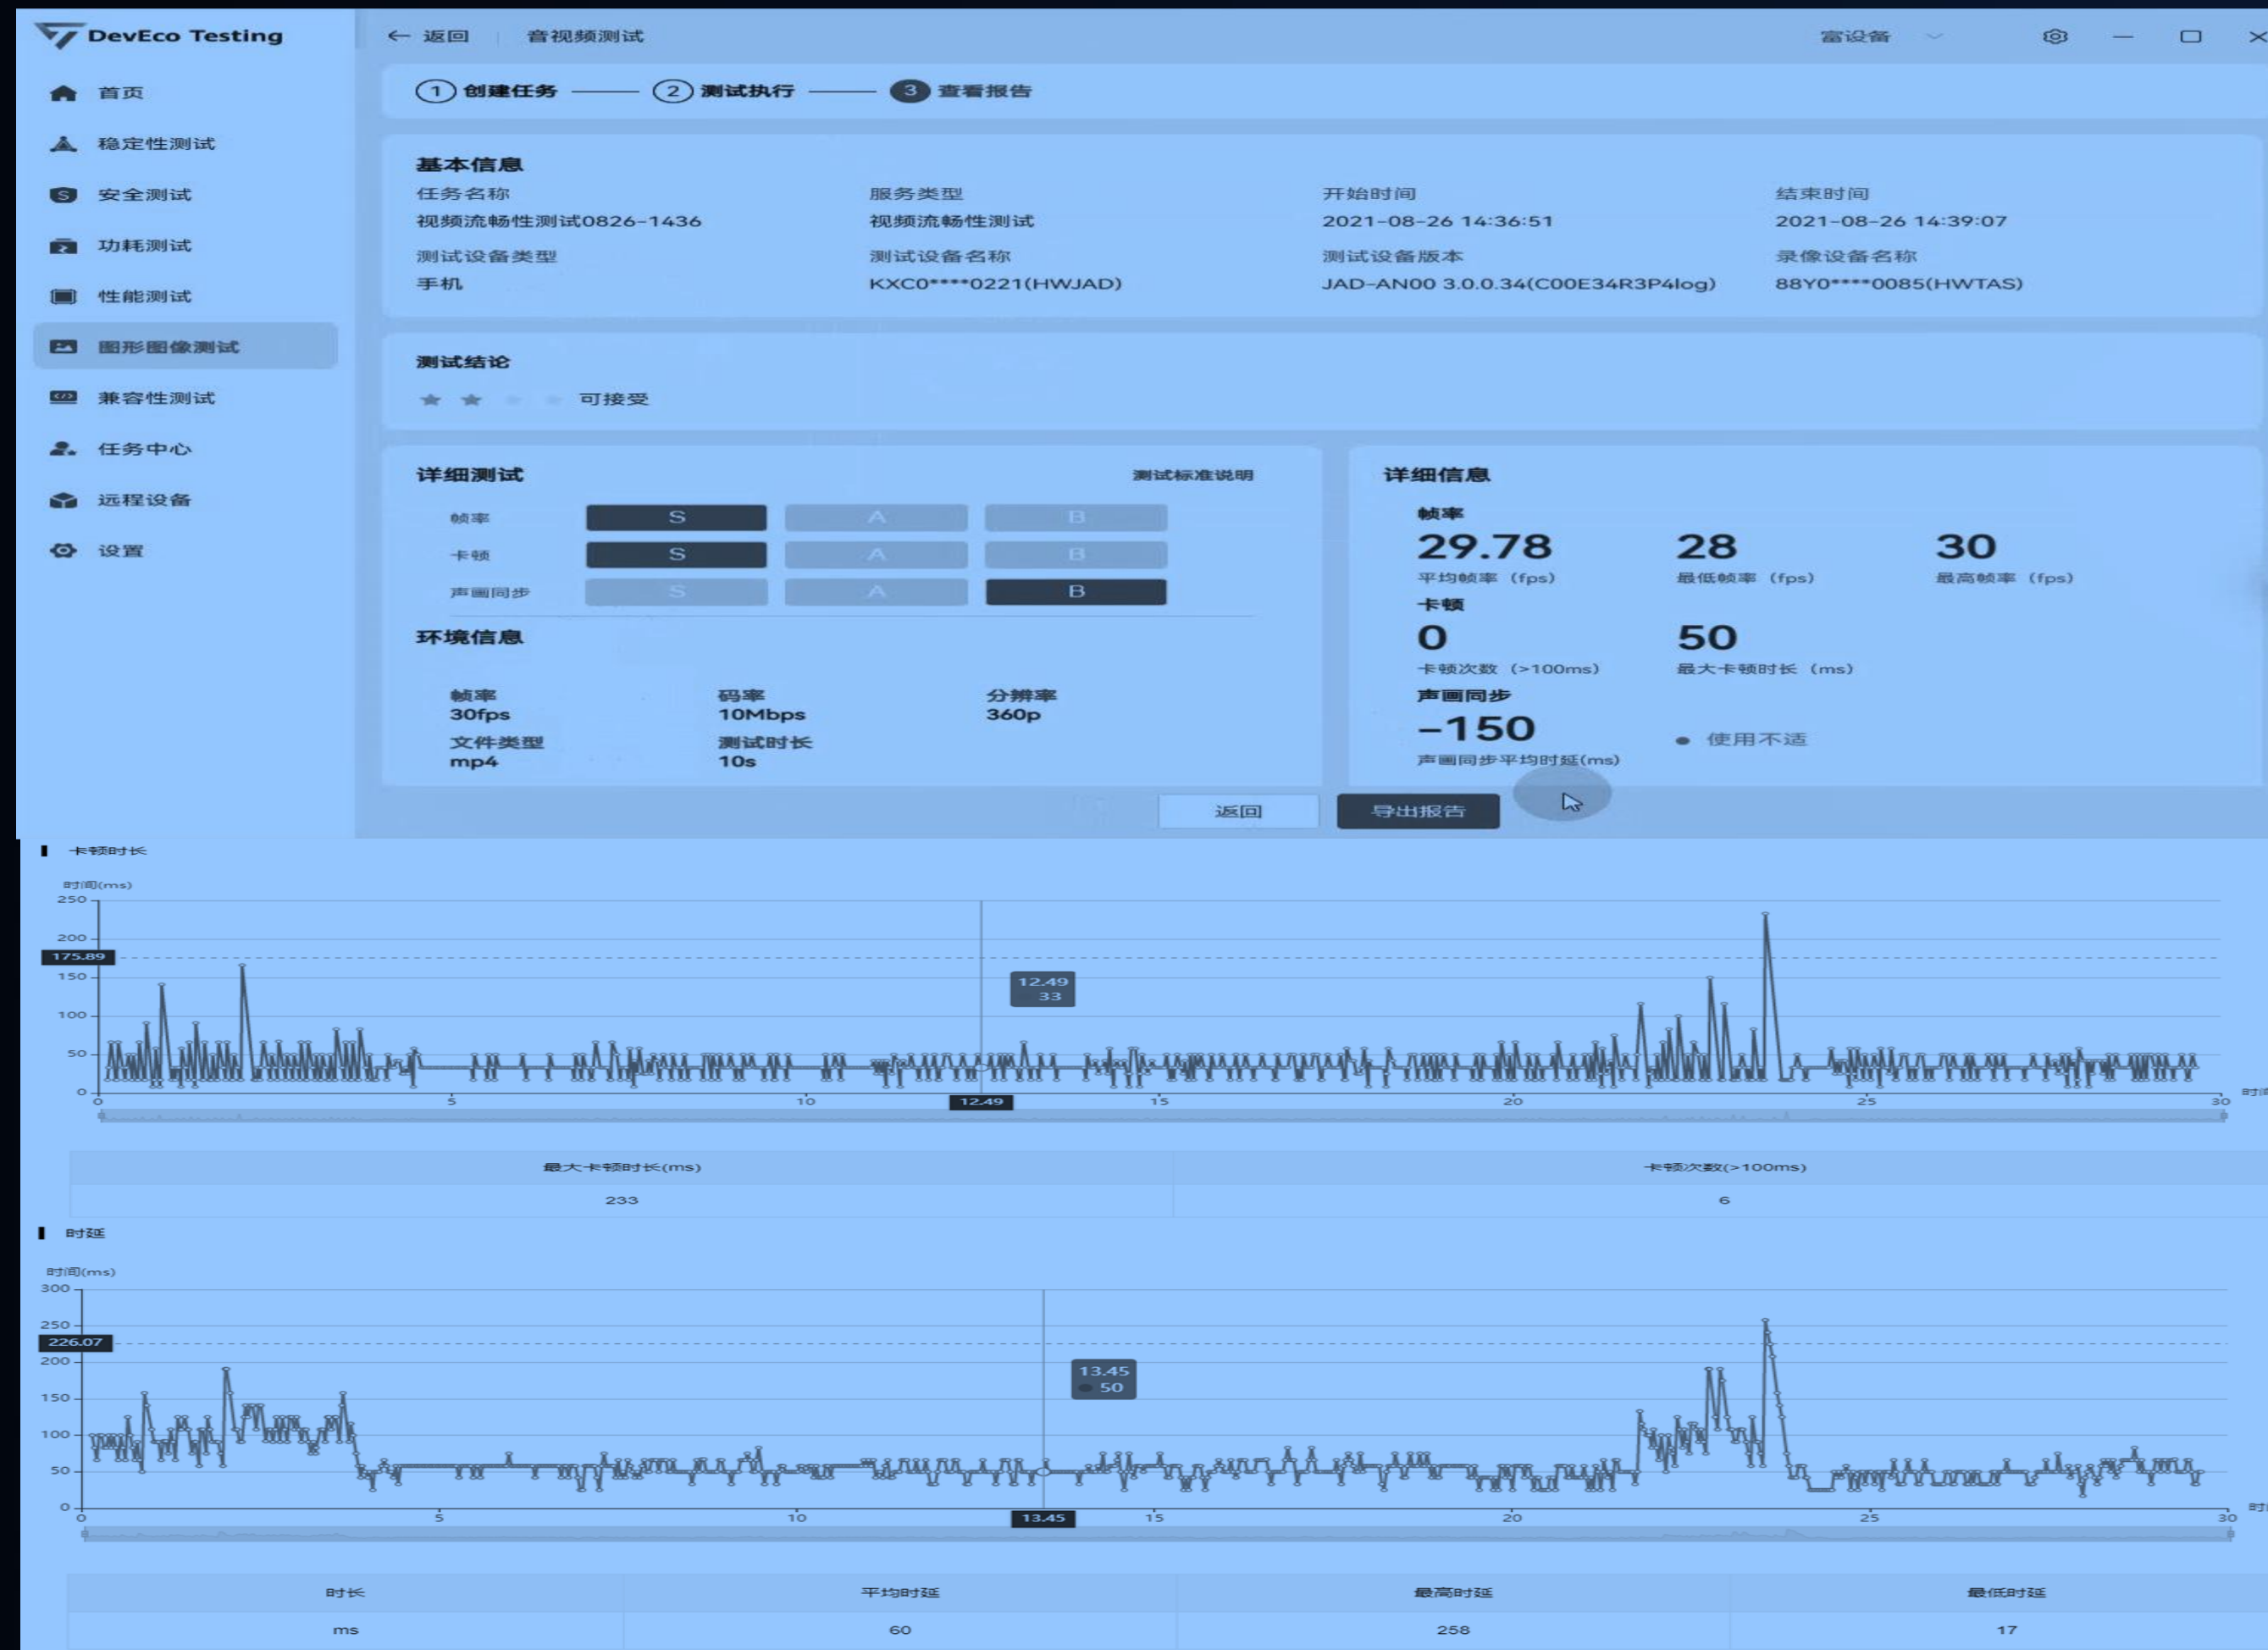 DevEco Testing
← 返回 | 音视频测试
富设备
首页
稳定性测试
安全测试
功耗测试
性能测试
图形图像测试
兼容性测试
任务中心
远程设备
设置
1 创建任务
2 测试执行
3 查看报告
基本信息
任务名称 服务类型 开始时间 结束时间
视频流畅性测试0826-1436 视频流畅性测试 2021-08-26 14:36:51 2021-08-26 14:39:07
测试设备类型 测试设备名称 测试设备版本 录像设备名称
手机 KXC0****0221(HWJAD) JAD-AN00 3.0.0.34(C00E34R3P4log) 88Y0****0085(HWTAS)
测试结论
可接受
详细测试 测试标准说明
帧率 S A B
卡顿 S A B
声画同步 S A B
环境信息
帧率 码率 分辨率
30fps 10Mbps 360p
文件类型 测试时长
mp4 10s
详细信息
帧率
29.78 28 30
平均帧率（fps） 最低帧率（fps） 最高帧率（fps）
卡顿
0 50
卡顿次数（>100ms） 最大卡顿时长（ms）
声画同步
-150 使用不适
声画同步平均时延(ms)
返回 导出报告
卡顿时长
时间(ms)
250
200
175.89
150
100
50
0
12.49
33
0 5 10 12.49 15 20 25 30
时间
最大卡顿时长(ms) 卡顿次数(>100ms)
233 6
时延
时间(ms)
300
250
226.07
200
150
100
50
0
13.45
50
0 5 10 13.45 15 20 25 30
时长 平均时延 最高时延 最低时延
ms 60 258 17